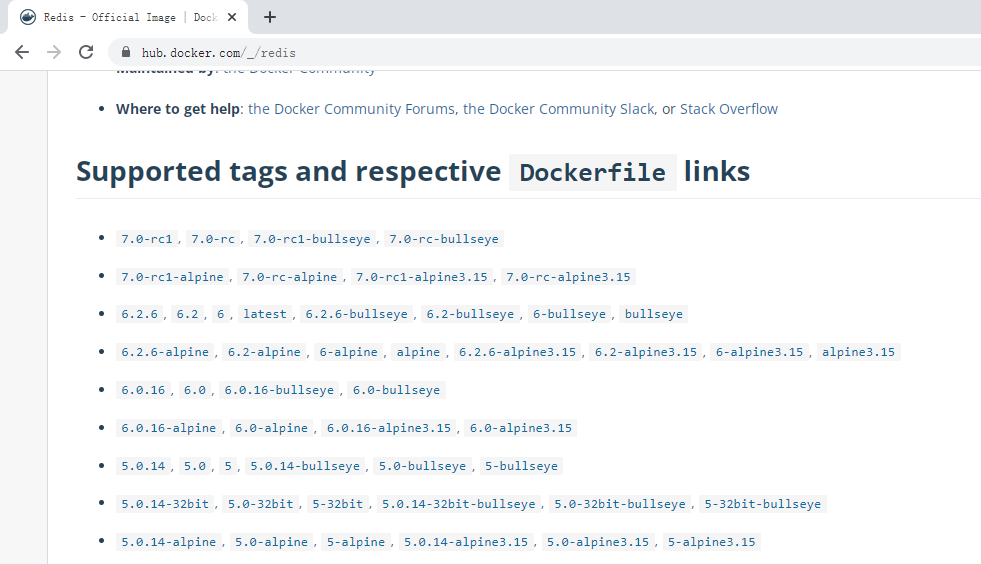 Redis - Official Image | Dock
hub.docker.com/_/redis
Maintained by: the Docker Community
Where to get help: the Docker Community Forums, the Docker Community Slack, or Stack Overflow
Supported tags and respective Dockerfile links
7.0-rc1, 7.0-rc, 7.0-rc1-bullseye, 7.0-rc-bullseye
7.0-rc1-alpine, 7.0-rc-alpine, 7.0-rc1-alpine3.15, 7.0-rc-alpine3.15
6.2.6, 6.2, 6, latest, 6.2.6-bullseye, 6.2-bullseye, 6-bullseye, bullseye
6.2.6-alpine, 6.2-alpine, 6-alpine, alpine, 6.2.6-alpine3.15, 6.2-alpine3.15, 6-alpine3.15, alpine3.15
6.0.16, 6.0, 6.0.16-bullseye, 6.0-bullseye
6.0.16-alpine, 6.0-alpine, 6.0.16-alpine3.15, 6.0-alpine3.15
5.0.14, 5.0, 5, 5.0.14-bullseye, 5.0-bullseye, 5-bullseye
5.0.14-32bit, 5.0-32bit, 5-32bit, 5.0.14-32bit-bullseye, 5.0-32bit-bullseye, 5-32bit-bullseye
5.0.14-alpine, 5.0-alpine, 5-alpine, 5.0.14-alpine3.15, 5.0-alpine3.15, 5-alpine3.15